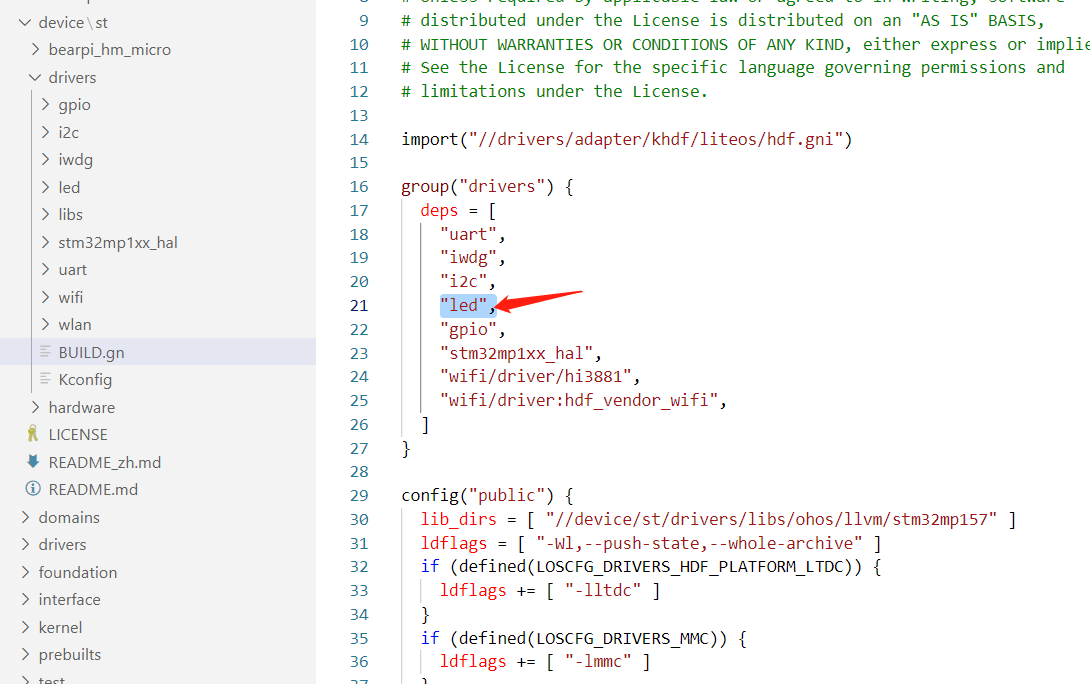 device\st
bearpi_hm_micro
drivers
gpio
i2c
iwdg
led
libs
stm32mp1xx_hal
uart
wifi
wlan
BUILD.gn
Kconfig
hardware
LICENSE
README_zh.md
README.md
domains
drivers
foundation
interface
kernel
prebuilts
test
8 # Unless required by applicable law or agreed to in writing, software
9 # distributed under the License is distributed on an "AS IS" BASIS,
10 # WITHOUT WARRANTIES OR CONDITIONS OF ANY KIND, either express or implie
11 # See the License for the specific language governing permissions and
12 # limitations under the License.
13
14 import("//drivers/adapter/khdf/liteos/hdf.gni")
15
16 group("drivers") {
17 deps = [
18 "uart",
19 "iwdg",
20 "i2c",
21 "led",
22 "gpio",
23 "stm32mp1xx_hal",
24 "wifi/driver/hi3881",
25 "wifi/driver:hdf_vendor_wifi",
26 ]
27 }
28
29 config("public") {
30 lib_dirs = [ "//device/st/drivers/libs/ohos/llvm/stm32mp157" ]
31 ldflags = [ "-Wl,--push-state,--whole-archive" ]
32 if (defined(LOSCFG_DRIVERS_HDF_PLATFORM_LTDC)) {
33 ldflags += [ "-lltdc" ]
34 }
35 if (defined(LOSCFG_DRIVERS_MMC)) {
36 ldflags += [ "-lmmc" ]
37 }